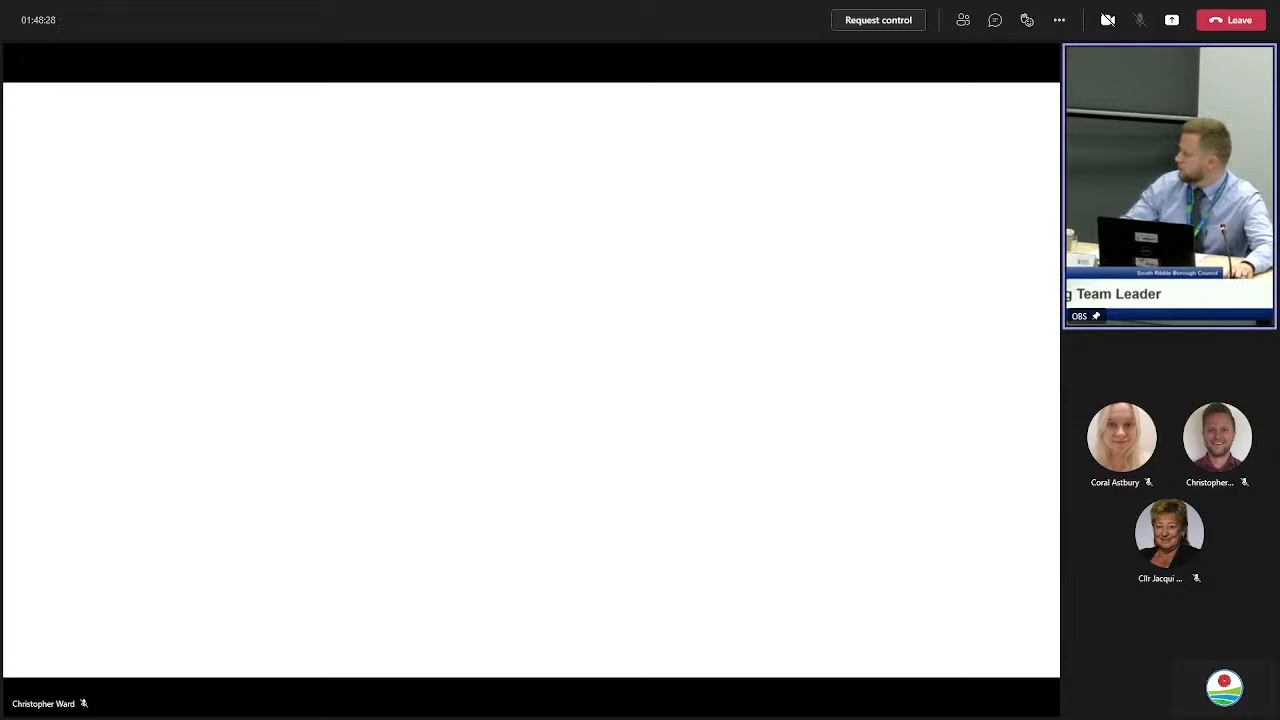 01:48:28
Request control
Leave
South Ribble Borough Council
g Team Leader
OBS
Coral Astbury
Christopher...
Cllr Jacqui ...
Christopher Ward